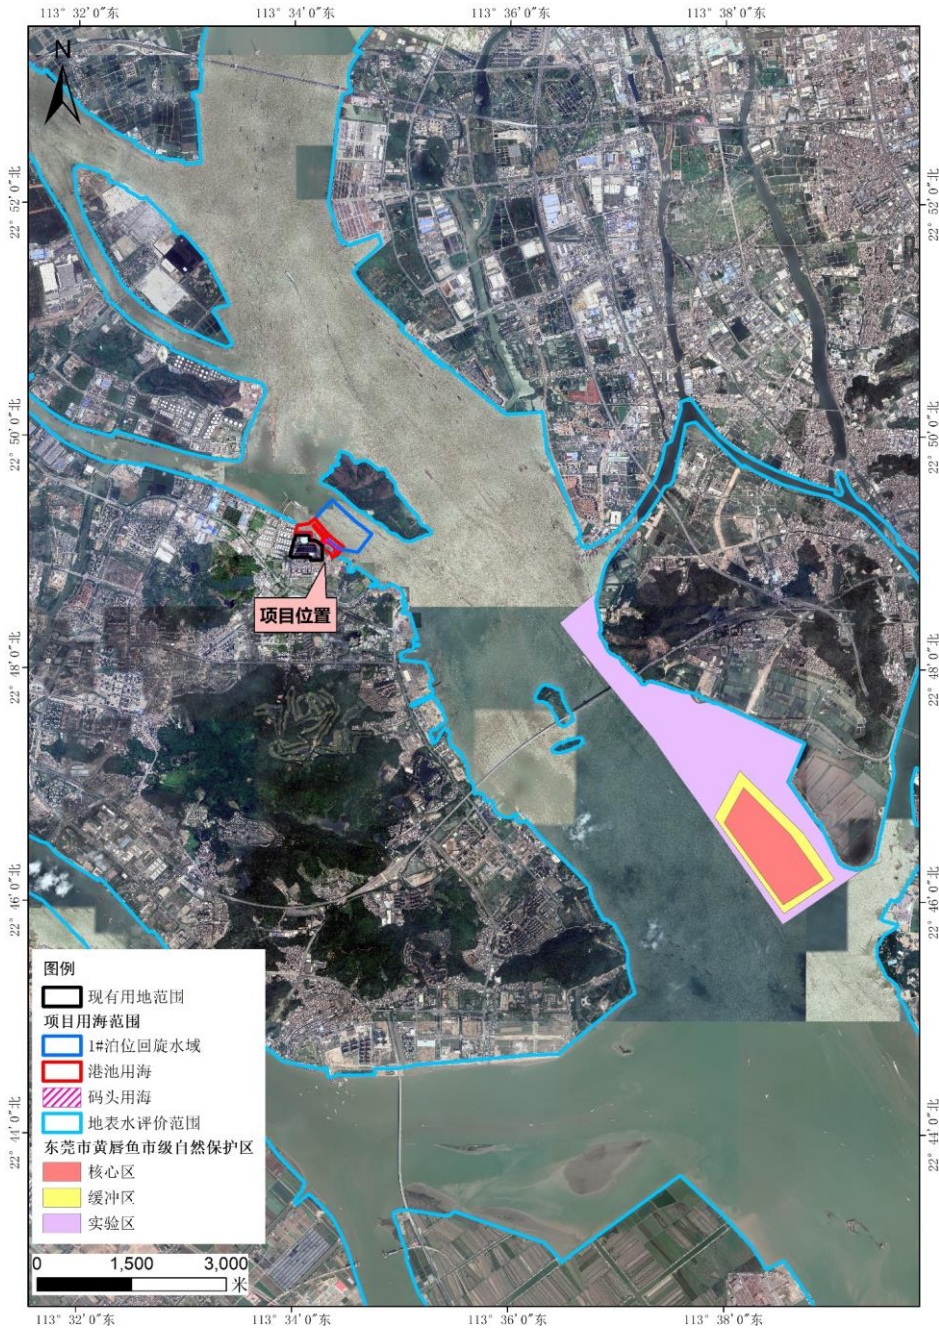 113° 32′0″东
113° 34′0″东
113° 36′0″东
113° 38′0″东
N
22° 52′0″北
22° 52′0″北
22° 50′0″北
22° 50′0″北
项目位置
22° 48′0″北
22° 48′0″北
22° 46′0″北
22° 46′0″北
图例
现有用地范围
项目用海范围
1#泊位回旋水域
港池用海
码头用海
地表水评价范围
东莞市黄唇鱼市级自然保护区
核心区
缓冲区
实验区
22° 44′0″北
22° 44′0″北
0 1,500 3,000
米
113° 32′0″东
113° 34′0″东
113° 36′0″东
113° 38′0″东